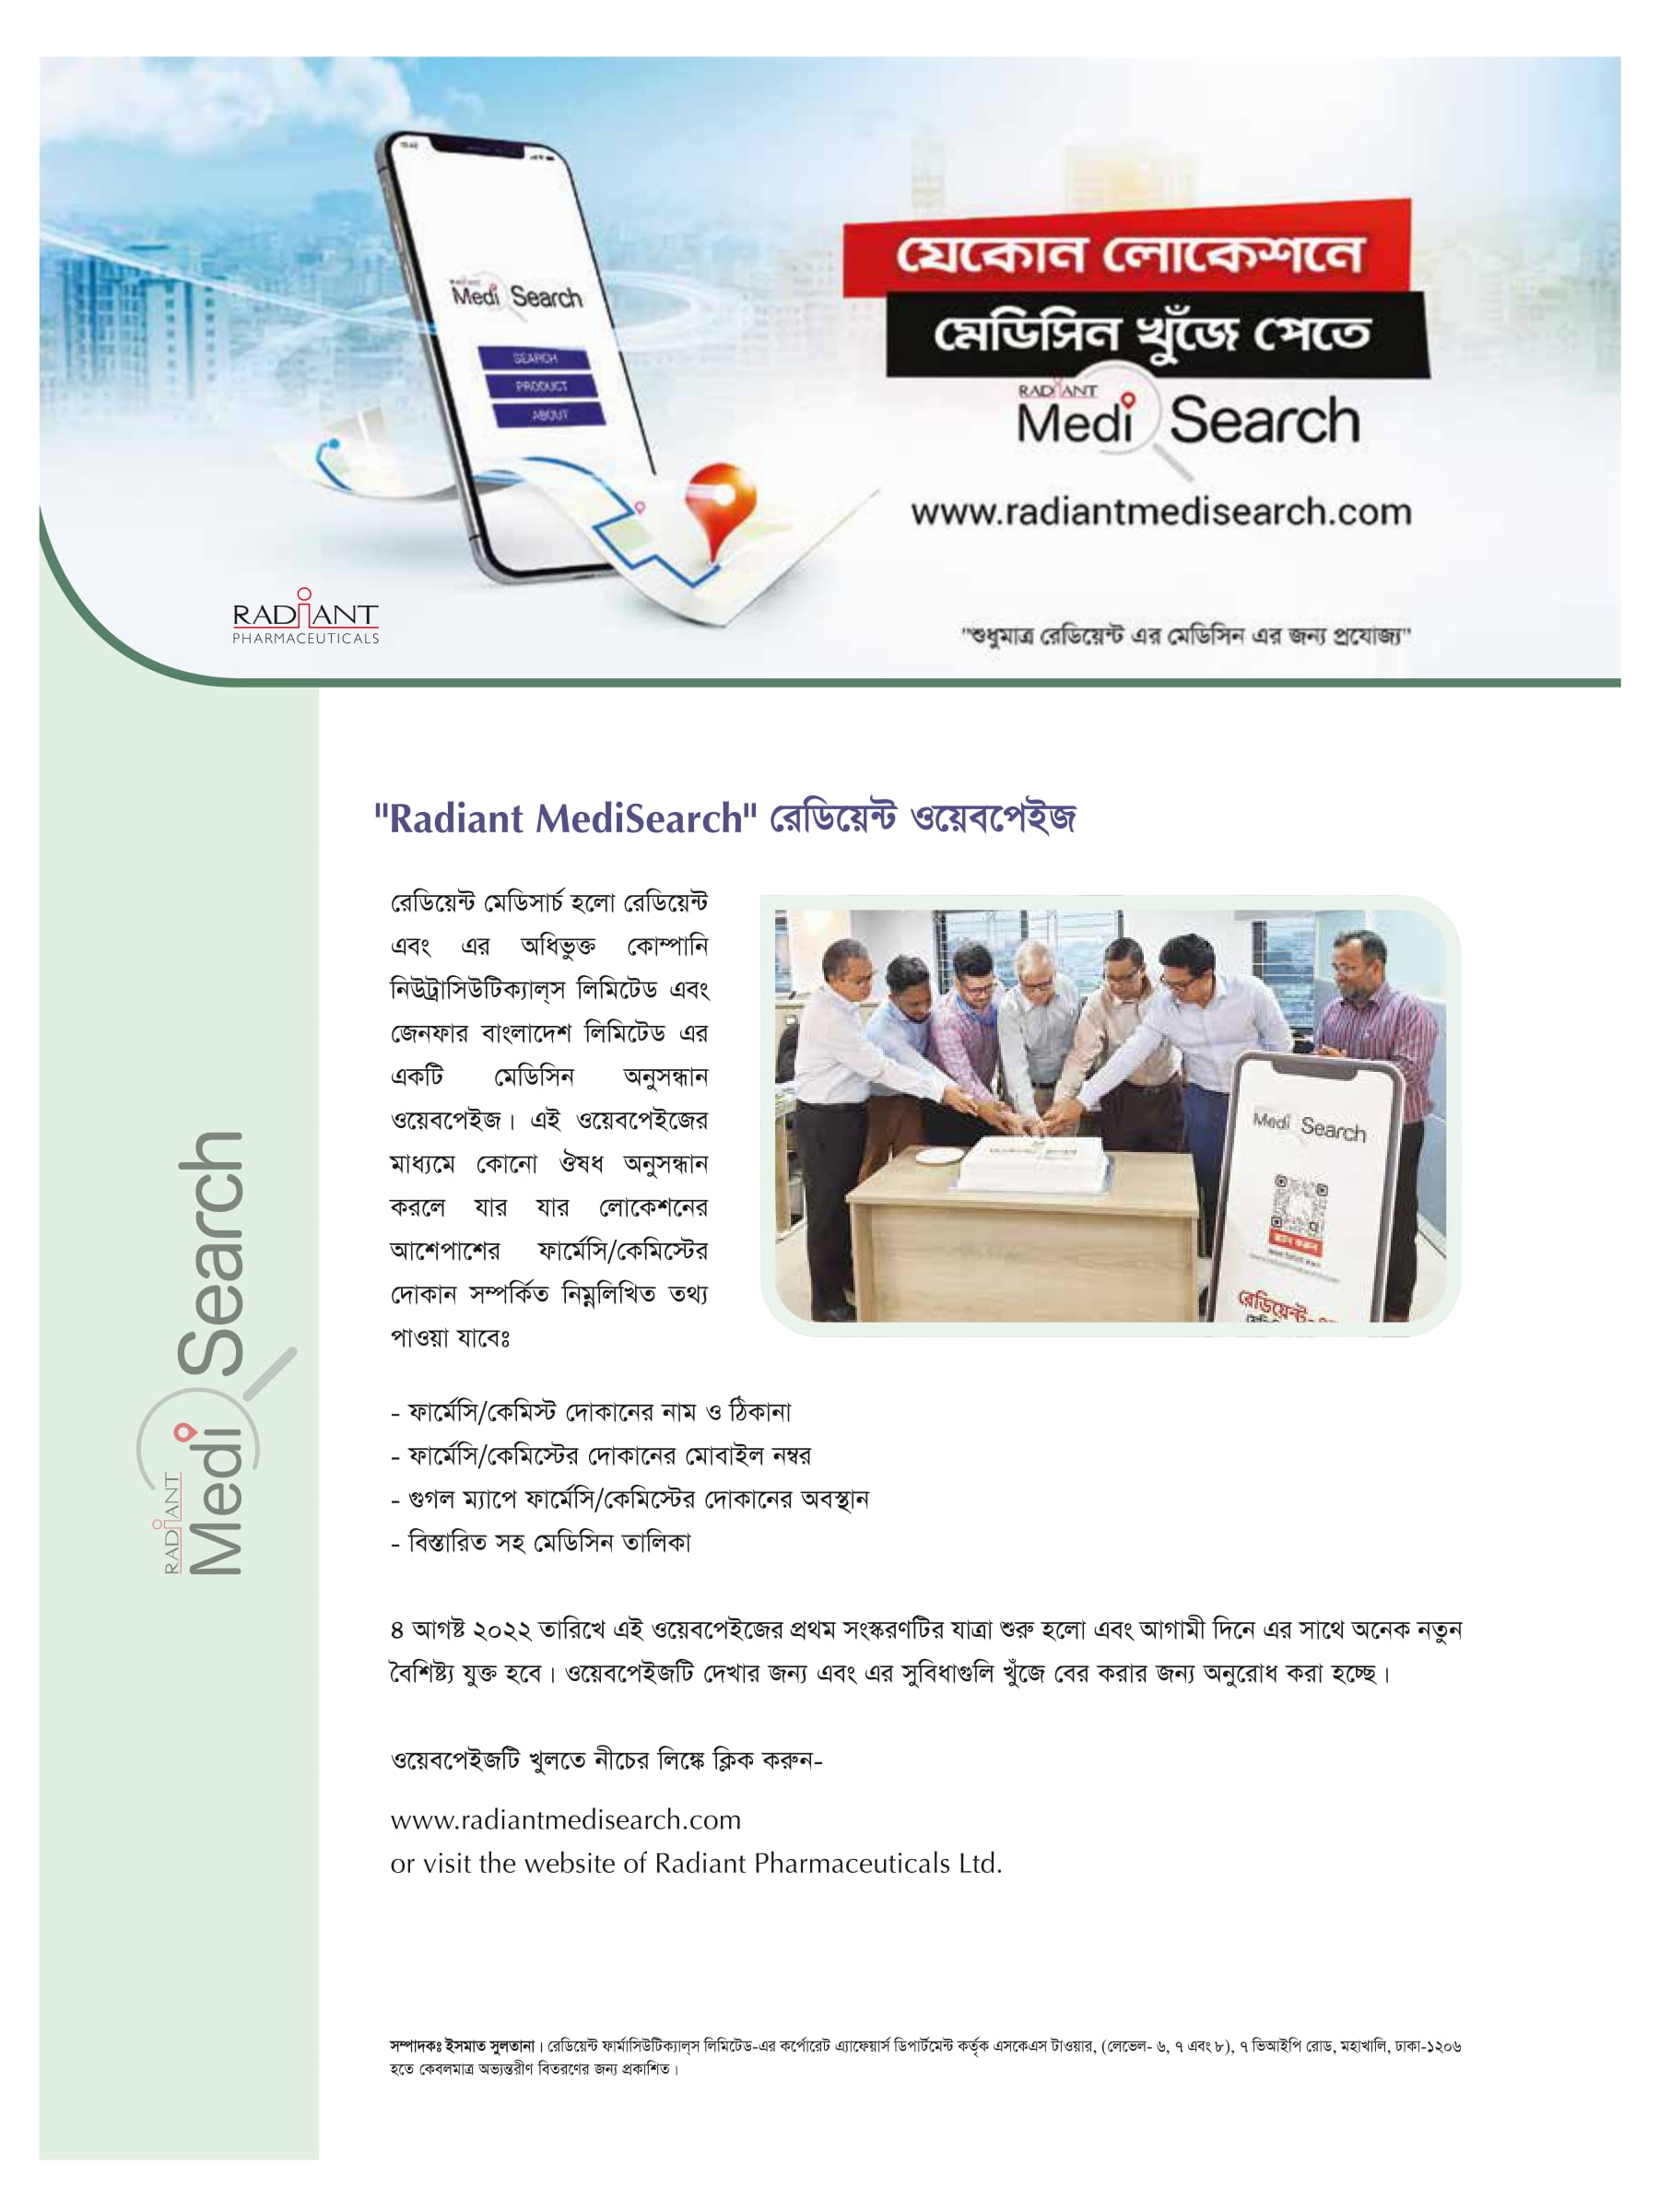 Medi Search
SEARCH
PRODUCT
ABOUT
যেকোন লোকেশনে
মেডিসিন খুঁজে পেতে
RADIANT
Medi Search
www.radiantmedisearch.com
RADIANT
PHARMACEUTICALS
"শুধুমাত্র রেডিয়েন্ট এর মেডিসিন এর জন্য প্রযোজ্য"
"Radiant MediSearch" রেডিয়েন্ট ওয়েবপেইজ
রেডিয়েন্ট মেডিসার্চ হলো রেডিয়েন্ট
এবং এর অধিভুক্ত কোম্পানি
নিউট্রাসিউটিক্যাল্স লিমিটেড এবং
জেনফার বাংলাদেশ লিমিটেড এর
একটি মেডিসিন অনুসন্ধান
ওয়েবপেইজ। এই ওয়েবপেইজের
মাধ্যমে কোনো ঔষধ অনুসন্ধান
করলে যার যার লোকেশনের
আশেপাশের ফার্মেসি/কেমিস্টের
দোকান সম্পর্কিত নিম্নলিখিত তথ্য
পাওয়া যাবেঃ
Medi Search
রেডিয়েন্ট
- ফার্মেসি/কেমিস্ট দোকানের নাম ও ঠিকানা
- ফার্মেসি/কেমিস্টের দোকানের মোবাইল নম্বর
- গুগল ম্যাপে ফার্মেসি/কেমিস্টের দোকানের অবস্থান
- বিস্তারিত সহ মেডিসিন তালিকা
৪ আগষ্ট ২০২২ তারিখে এই ওয়েবপেইজের প্রথম সংস্করণটির যাত্রা শুরু হলো এবং আগামী দিনে এর সাথে অনেক নতুন
বৈশিষ্ট্য যুক্ত হবে। ওয়েবপেইজটি দেখার জন্য এবং এর সুবিধাগুলি খুঁজে বের করার জন্য অনুরোধ করা হচ্ছে।
ওয়েবপেইজটি খুলতে নীচের লিঙ্কে ক্লিক করুন-
www.radiantmedisearch.com
or visit the website of Radiant Pharmaceuticals Ltd.
RADIANT
Medi Search
সম্পাদকঃ ইসমাত সুলতানা। রেডিয়েন্ট ফার্মাসিউটিক্যাল্স লিমিটেড-এর কর্পোরেট এ্যাফেয়ার্স ডিপার্টমেন্ট কর্তৃক এসকেএস টাওয়ার, (লেভেল- ৬, ৭ এবং ৮), ৭ ভিআইপি রোড, মহাখালি, ঢাকা-১২০৬
হতে কেবলমাত্র অভ্যন্তরীণ বিতরণের জন্য প্রকাশিত।